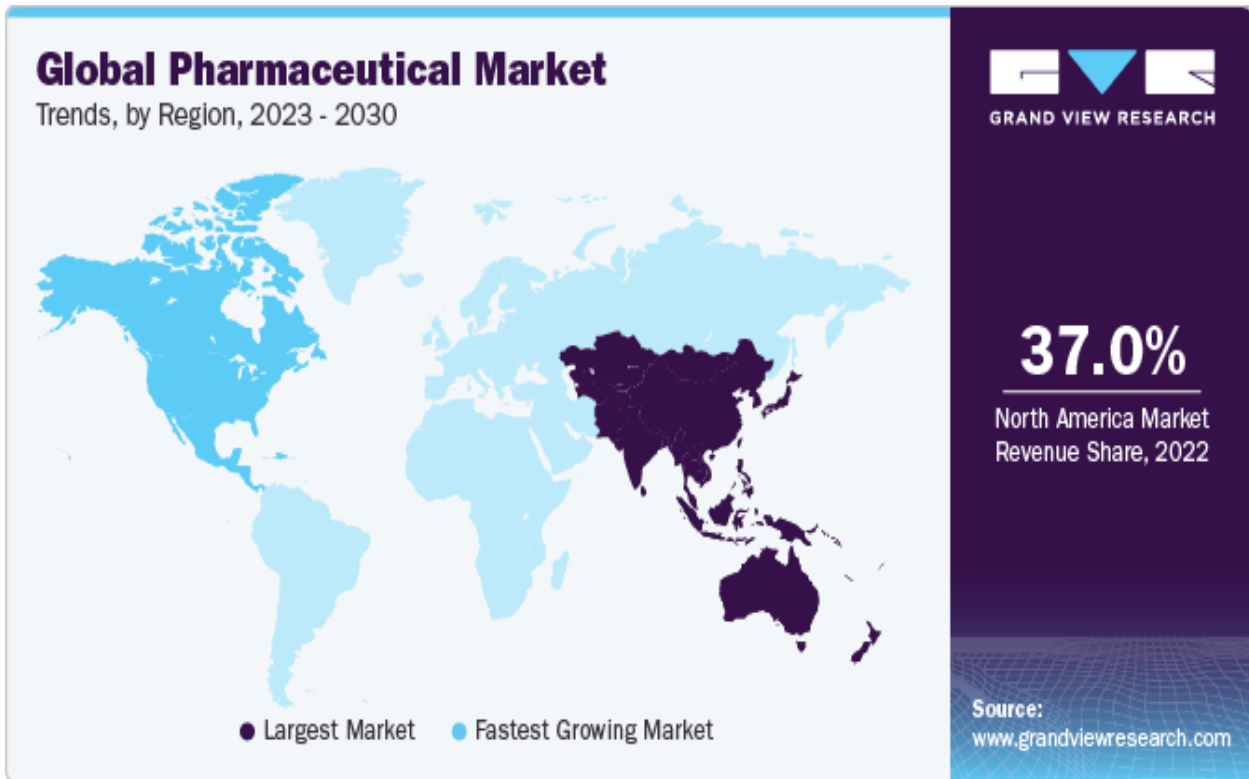 Global Pharmaceutical Market
Trends, by Region, 2023 - 2030
Largest Market
Fastest Growing Market
GRAND VIEW RESEARCH
37.0%
North America Market
Revenue Share, 2022
Source:
www.grandviewresearch.com